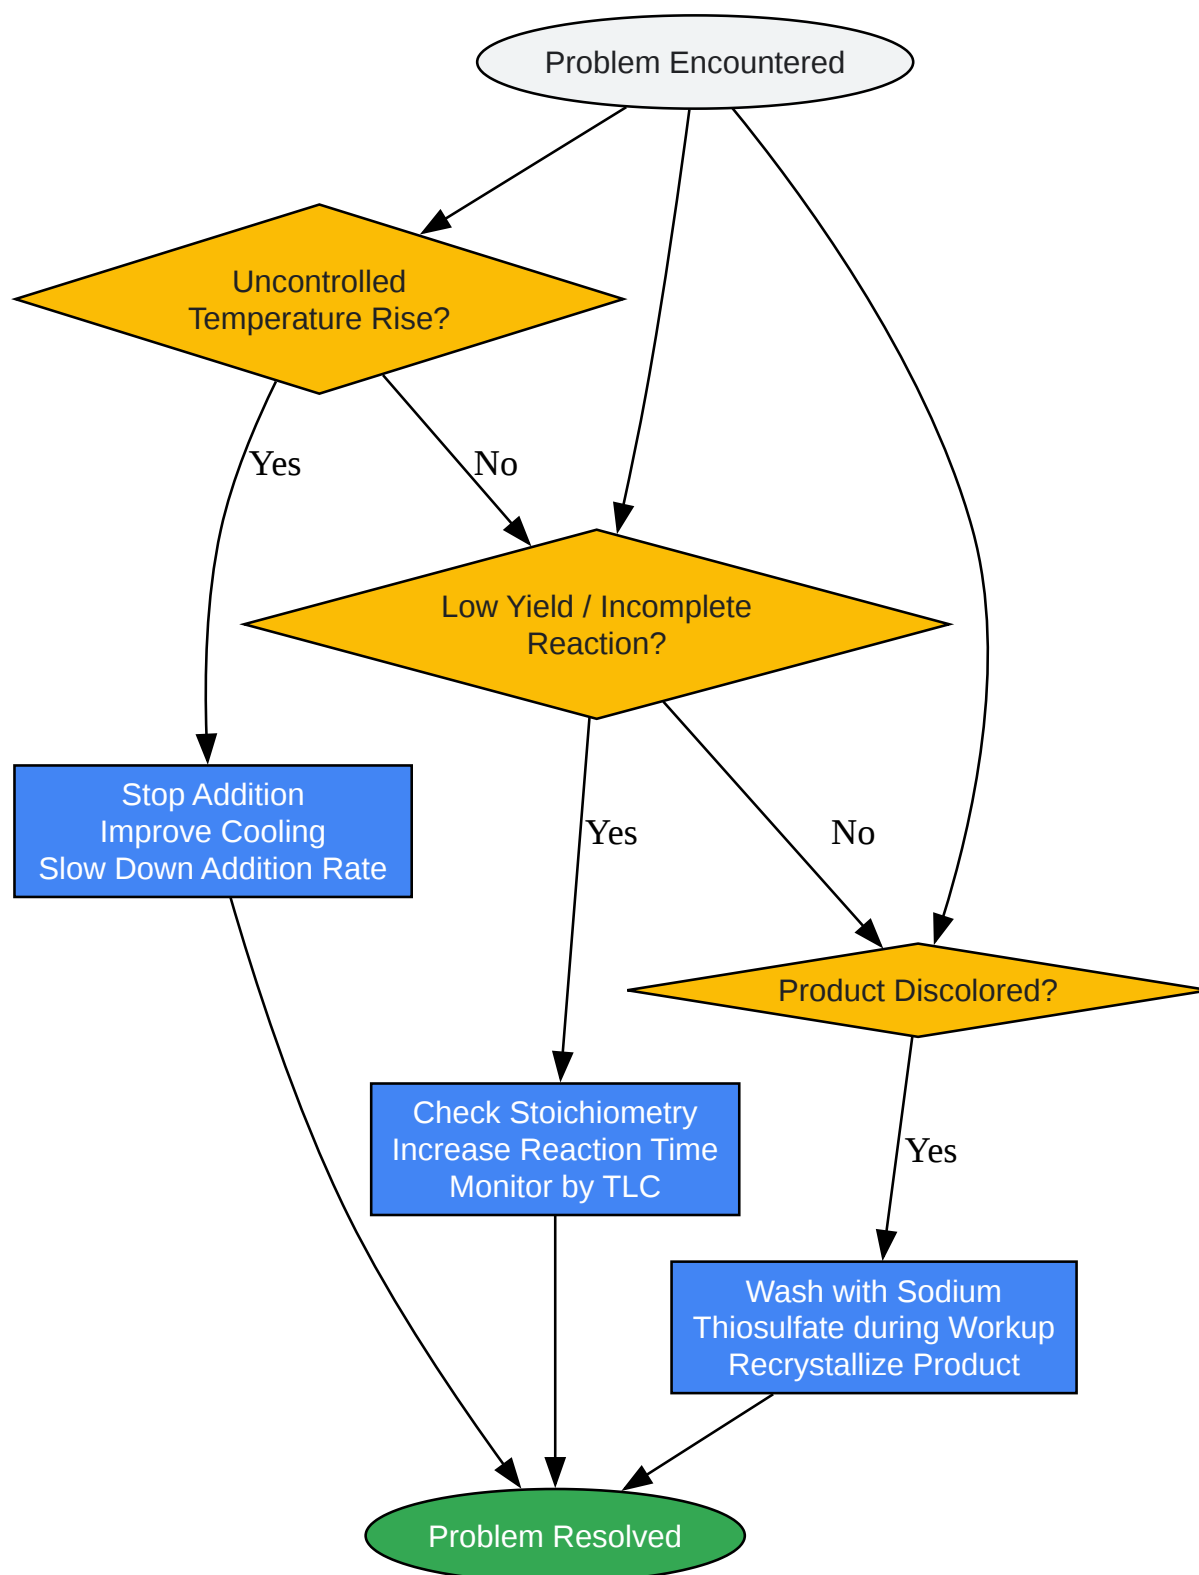 Problem Encountered
Uncontrolled
Temperature Rise?
Yes
No
Low Yield / Incomplete
Reaction?
Stop Addition
Improve Cooling
Slow Down Addition Rate
Yes
No
Product Discolored?
Check Stoichiometry
Increase Reaction Time
Monitor by TLC
Yes
Wash with Sodium
Thiosulfate during Workup
Recrystallize Product
Problem Resolved